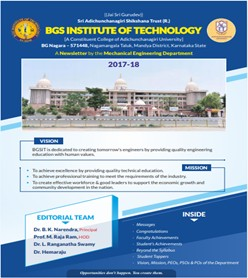 ||Jai Sri Gurudev||
Sri Adichunchanagiri Shikshana Trust (R.)
BGS INSTITUTE OF TECHNOLOGY
(A Constituent College of Adichunchanagiri University)
BG Nagara – 571448, Nagamangala Taluk, Mandya District, Karnataka State
A Newsletter by the Mechanical Engineering Department
2017-18
VISION
BGSIT is dedicated to creating tomorrow's engineers by providing quality engineering
education with human values.
MISSION
• To achieve excellence by providing quality technical education.
• To achieve professional training to meet the requirements of the industry.
• To create effective workforce & good leaders to support the economic growth and
community development in the nation.
EDITORIAL TEAM
Dr. B. K. Narendra, Principal
Prof. M. Raja Ram, HOD
Dr. L. Ranganatha Swamy
Dr. Hemaraju
INSIDE
- Messages
- Congratulations
- Faculty Achievements
- Student's Achievements
- Beyond the Syllabus
- Student Toppers
- Vision, Mission, PEOs, PSOs & POs of the Department
Opportunities don't happen. You create them.